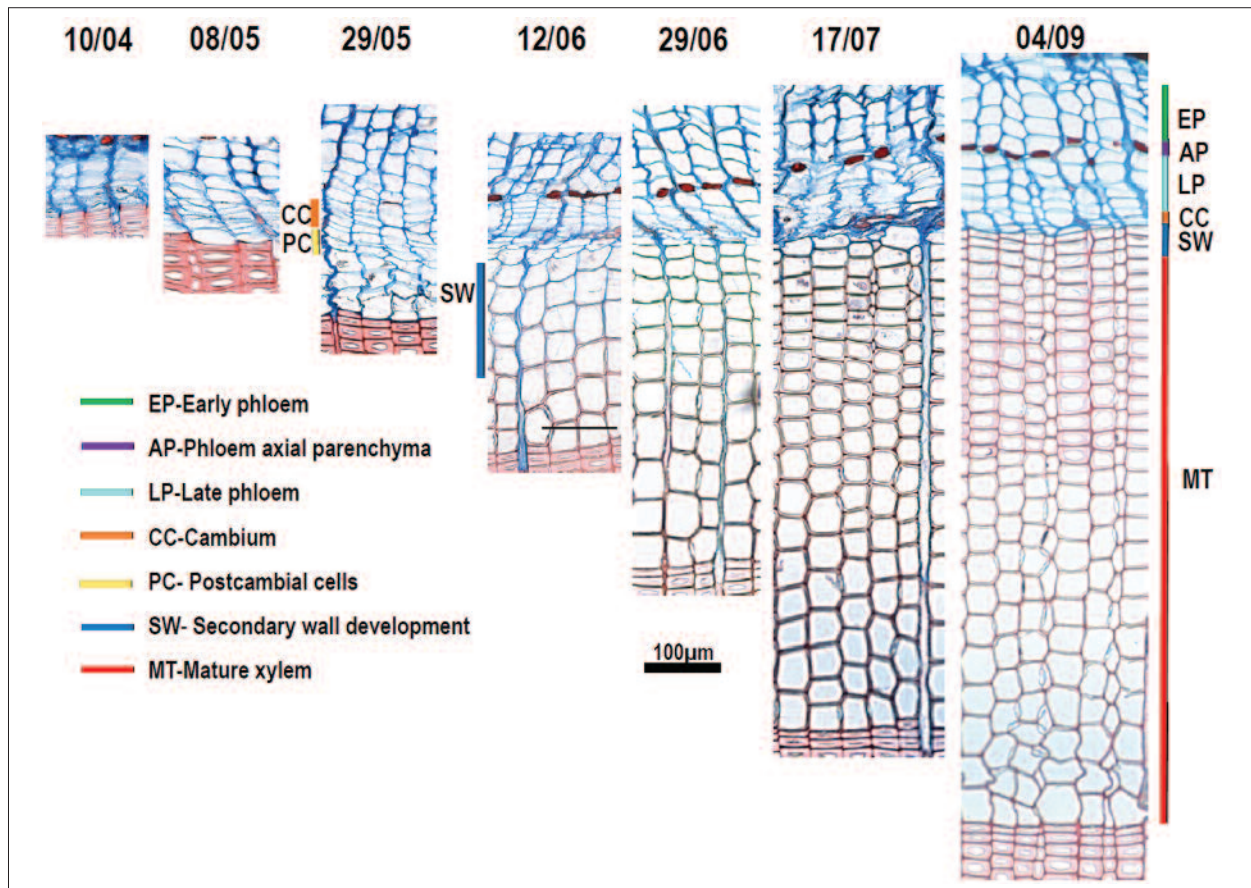 10/04 08/05 29/05 12/06 29/06 17/07 04/09
EP
AP
LP
CC
SW
CC
PC
SW
MT
EP-Early phloem
AP-Phloem axial parenchyma
LP-Late phloem
CC-Cambium
PC- Postcambial cells
SW- Secondary wall development
MT-Mature xylem
100µm